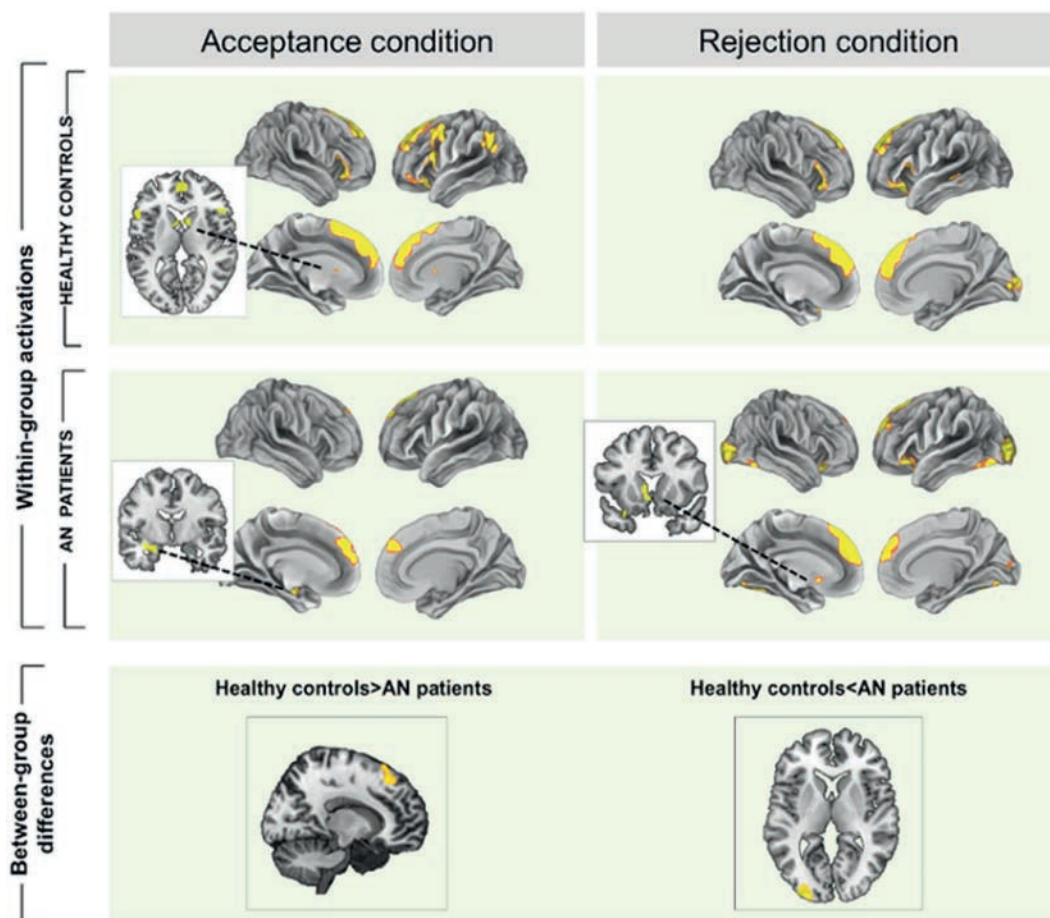 Acceptance condition
Rejection condition
Within-group activations
HEALTHY CONTROLS
AN PATIENTS
Between-group
differences
Healthy controls>AN patients
Healthy controls<AN patients